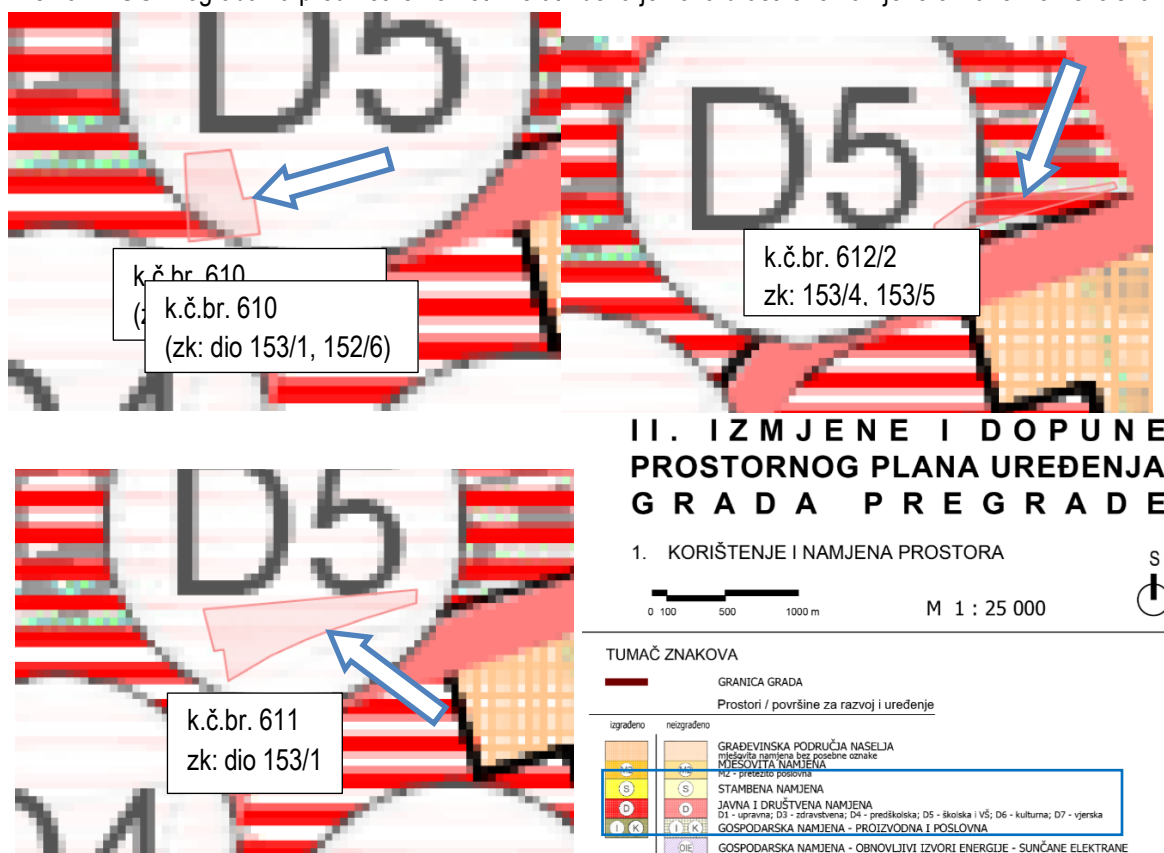 D5
k.č.br. 610
k.č.br. 610
(zk: dio 153/1, 152/6)
D5
k.č.br. 612/2
zk: 153/4, 153/5
D5
k.č.br. 611
zk: dio 153/1
II. IZMJENE I DOPUNE
PROSTORNOG PLANA UREĐENJA
GRADA PREGRADE
1. KORIŠTENJE I NAMJENA PROSTORA
S
0 100 500 1000 m
M 1 : 25 000
TUMAČ ZNAKOVA
GRANICA GRADA
Prostori / površine za razvoj i uređenje
izgrađeno neizgrađeno
GRAĐEVINSKA PODRUČJA NASELJA
mješovita namjena bez posebne oznake
M2 M2 MJEŠOVITA NAMJENA
M2 - pretežito poslovna
S S STAMBENA NAMJENA
D D JAVNA I DRUŠTVENA NAMJENA
D1 - upravna; D3 - zdravstvena; D4 - predškolska; D5 - školska i VŠ; D6 - kulturna; D7 - vjerska
I K I K GOSPODARSKA NAMJENA - PROIZVODNA I POSLOVNA
OIE GOSPODARSKA NAMJENA - OBNOVLJIVI IZVORI ENERGIJE - SUNČANE ELEKTRANE